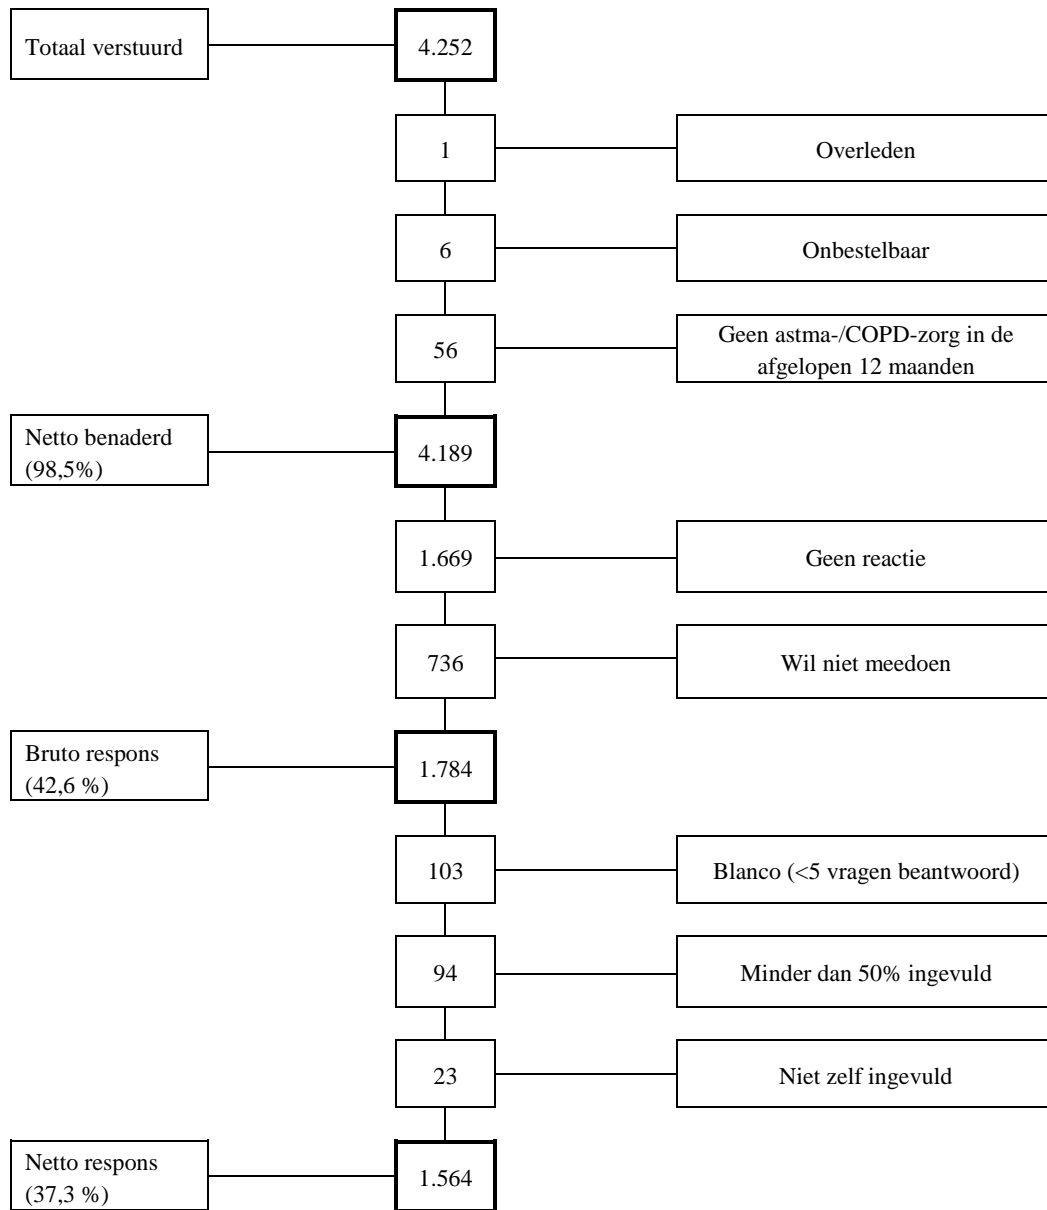 Totaal verstuurd
4.252
1
Overleden
6
Onbestelbaar
56
Geen astma-/COPD-zorg in de
afgelopen 12 maanden
Netto benaderd
(98,5%)
4.189
1.669
Geen reactie
736
Wil niet meedoen
Bruto respons
(42,6 %)
1.784
103
Blanco (<5 vragen beantwoord)
94
Minder dan 50% ingevuld
23
Niet zelf ingevuld
Netto respons
(37,3 %)
1.564